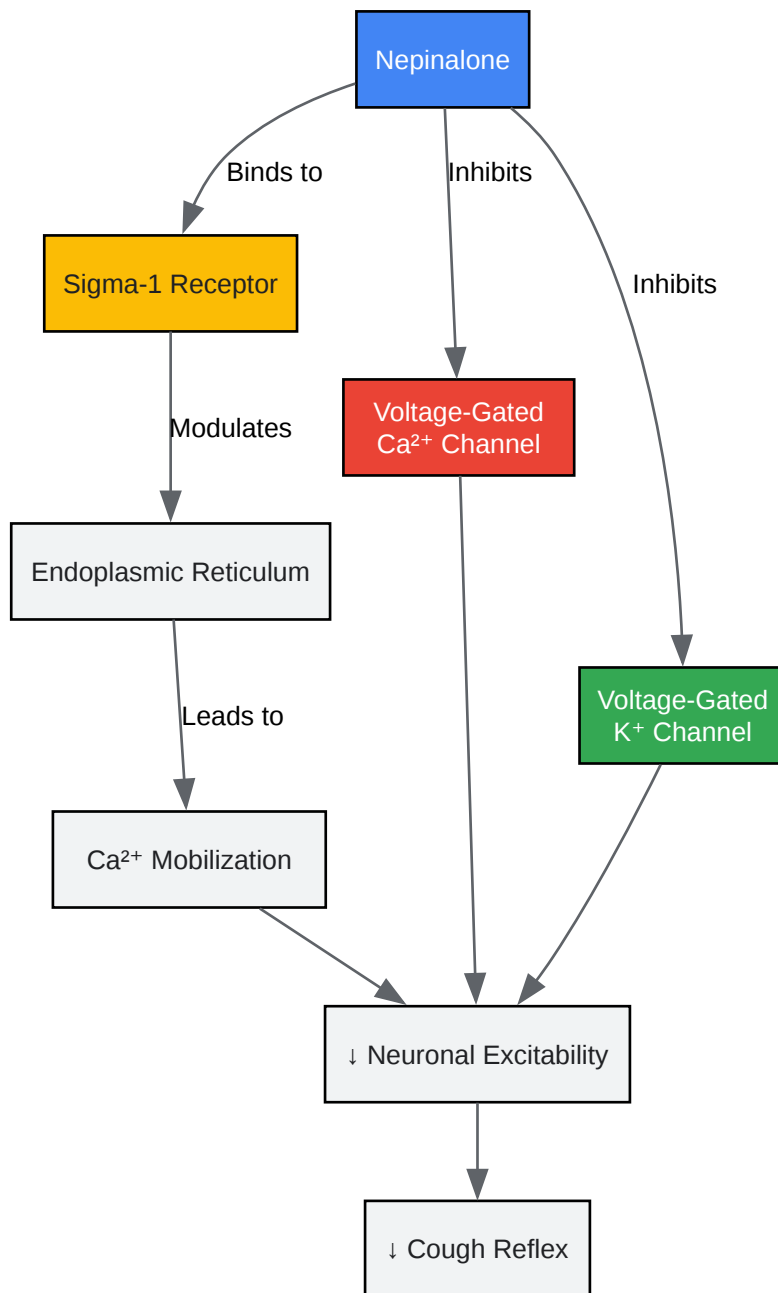 Nepinalone
Binds to
Inhibits
Sigma-1 Receptor
Inhibits
Voltage-Gated
Ca²⁺ Channel
Modulates
Endoplasmic Reticulum
Voltage-Gated
K⁺ Channel
Leads to
Ca²⁺ Mobilization
↓ Neuronal Excitability
↓ Cough Reflex